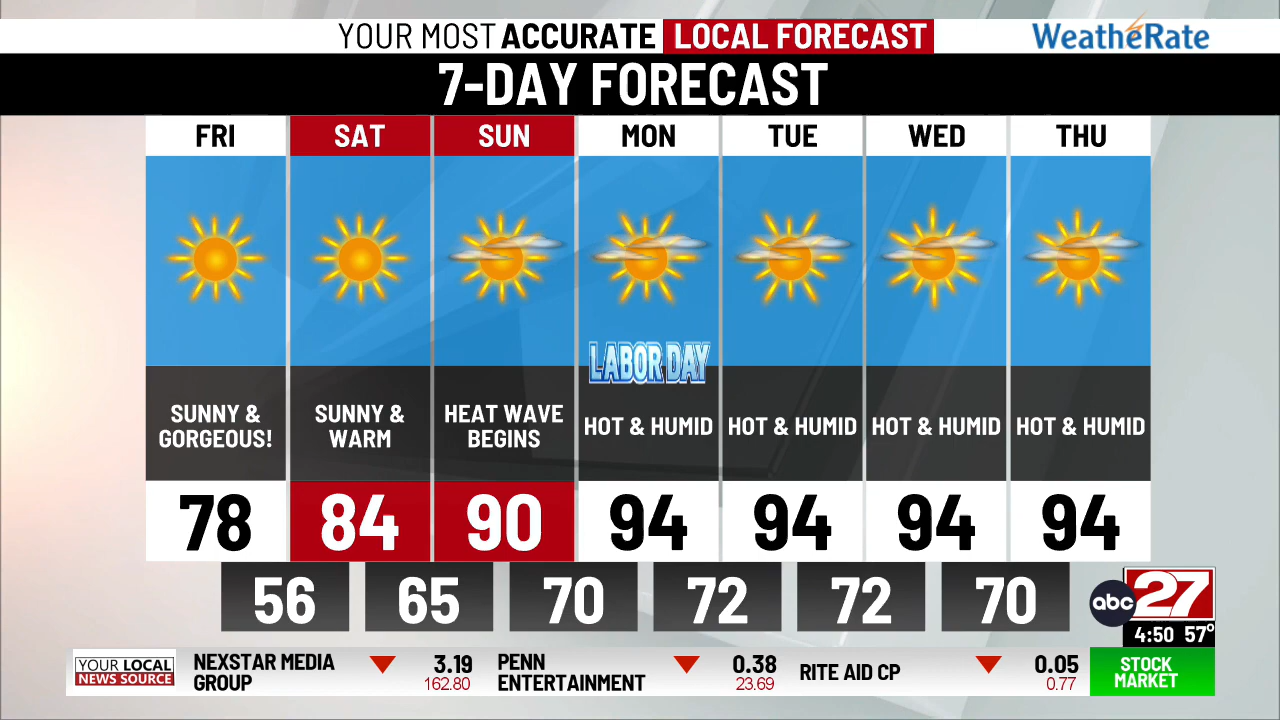 YOUR MOST ACCURATE LOCAL FORECAST
WeatheRate
7-DAY FORECAST
FRI SAT SUN MON TUE WED THU
LABOR DAY
SUNNY &
GORGEOUS!
SUNNY &
WARM
HEAT WAVE
BEGINS
HOT & HUMID
HOT & HUMID
HOT & HUMID
HOT & HUMID
78 84 90 94 94 94 94
56 65 70 72 72 70
abc 27
4:50 57°
YOUR LOCAL
NEWS SOURCE
NEXSTAR MEDIA
GROUP
3.19
162.80
PENN
ENTERTAINMENT
0.38
23.69
RITE AID CP
0.05
0.77
STOCK
MARKET